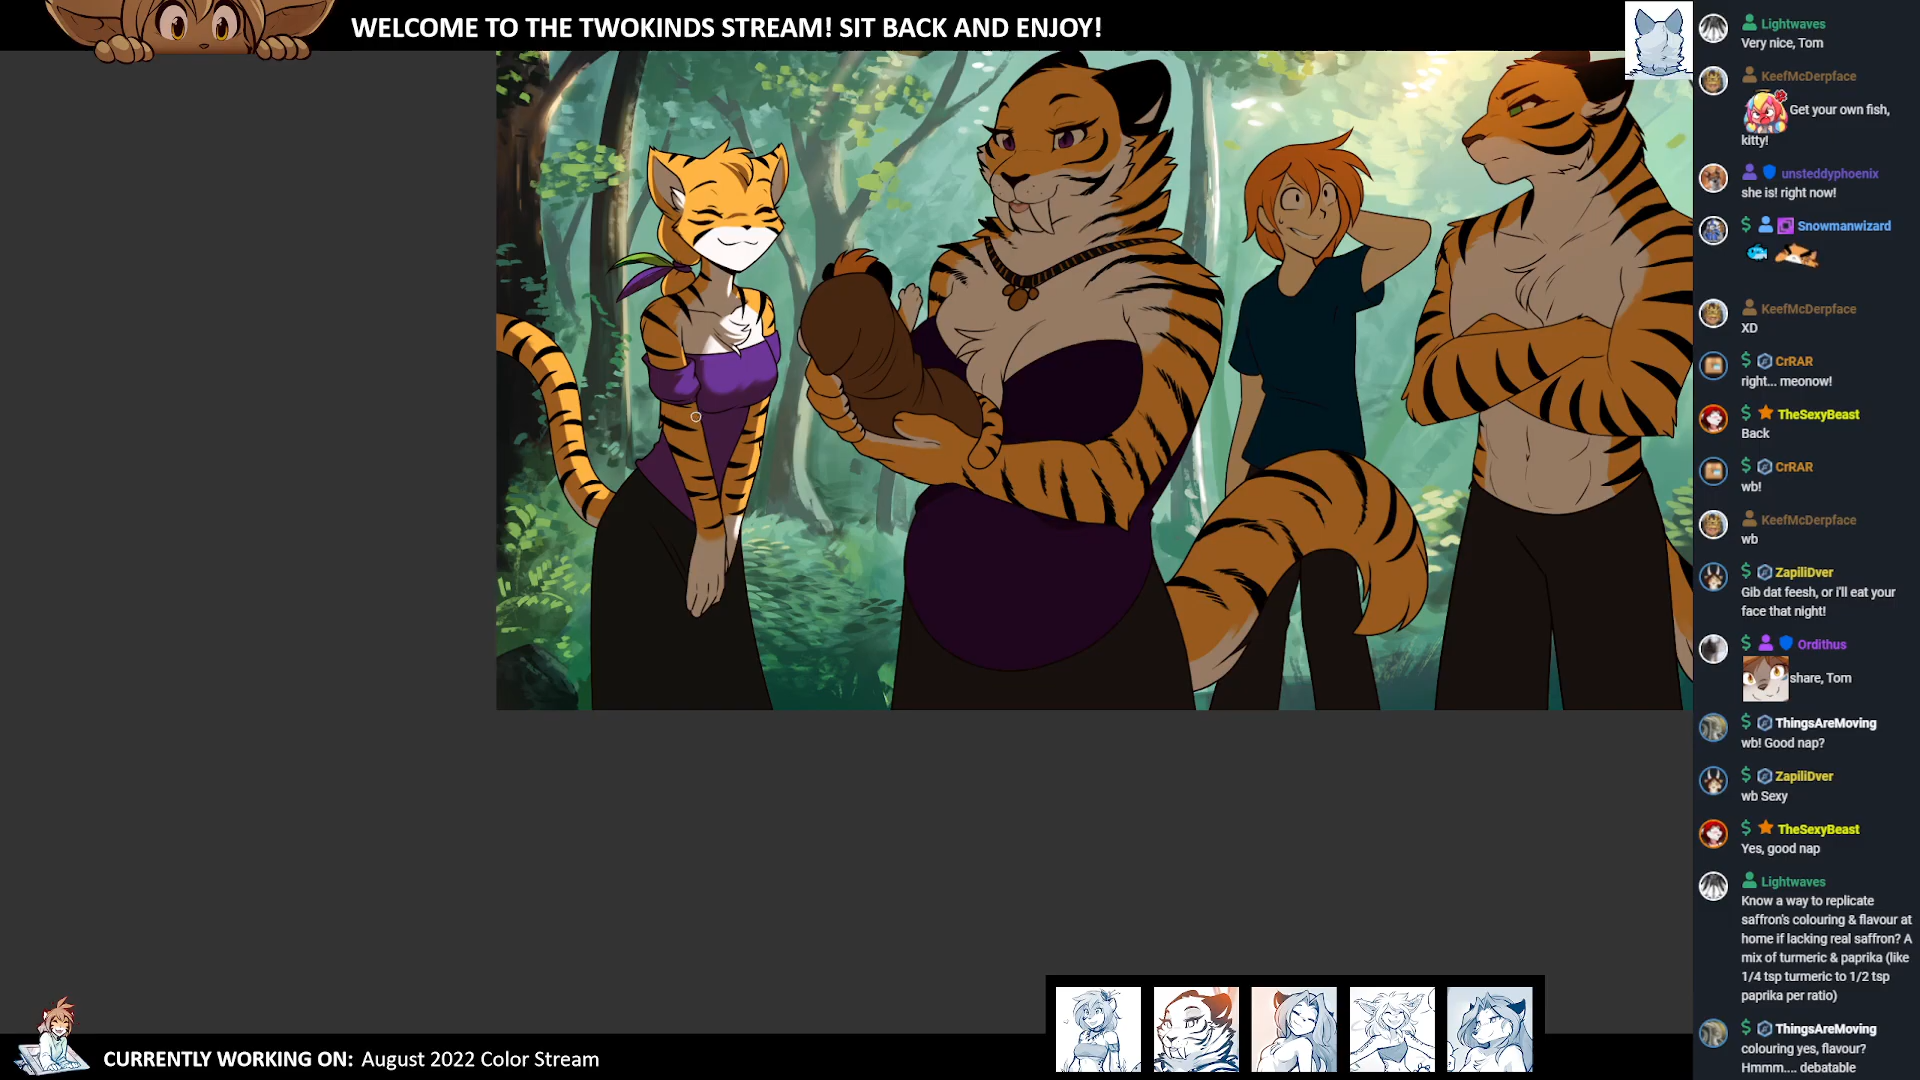 WELCOME TO THE TWOKINDS STREAM! SIT BACK AND ENJOY!
Lightwaves
Very nice, Tom
KeefMcDerpface
Get your own fish,
kitty!
unsteddyphoenix
she is! right now!
Snowmanwizard
KeefMcDerpface
XD
CrRAR
right... meonow!
TheSexyBeast
Back
CrRAR
wb!
KeefMcDerpface
wb
ZapiliDver
Gib dat feesh, or i'll eat your
face that night!
Ordithus
share, Tom
ThingsAreMoving
wb! Good nap?
ZapiliDver
wb Sexy
TheSexyBeast
Yes, good nap
Lightwaves
Know a way to replicate
saffron's colouring & flavour at
home if lacking real saffron? A
mix of turmeric & paprika (like
1/4 tsp turmeric to 1/2 tsp
paprika per ratio)
ThingsAreMoving
colouring yes, flavour?
Hmmm.... debatable
CURRENTLY WORKING ON: August 2022 Color Stream